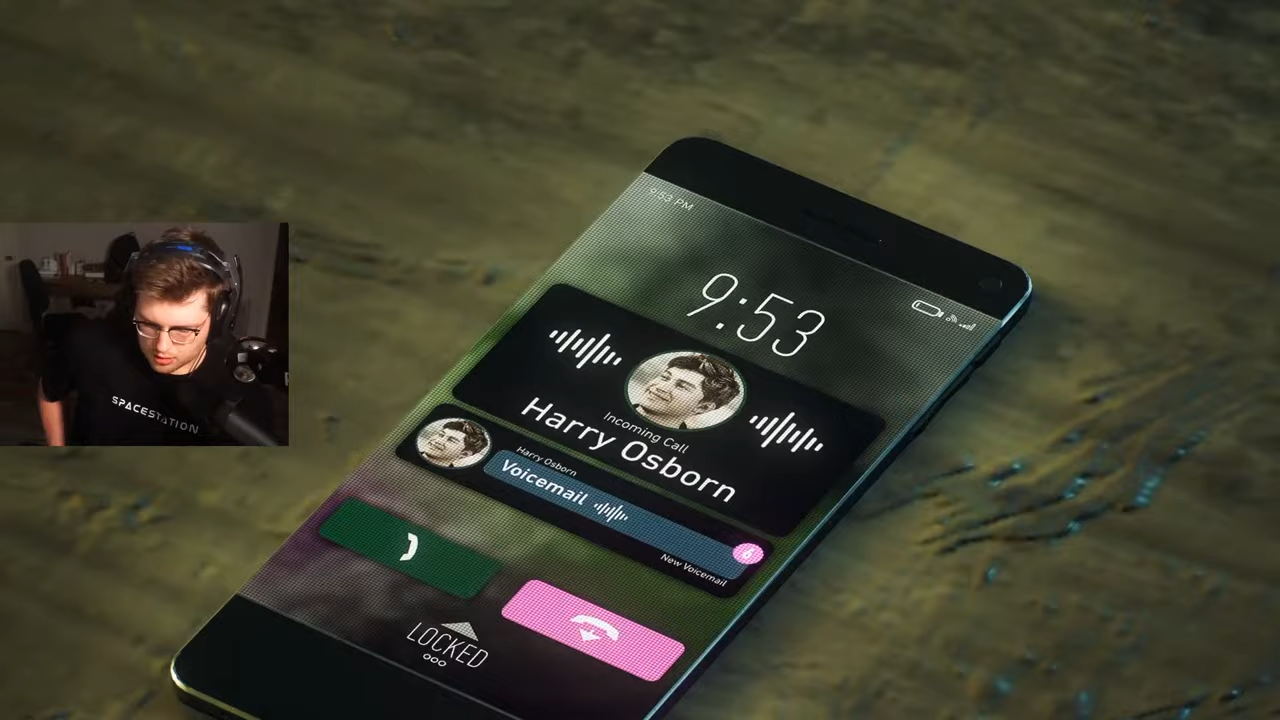 9:53 PM
9:53
Incoming Call
Harry Osborn
Harry Osborn
Voicemail
6
New Voicemail
LOCKED
SPACESTATION